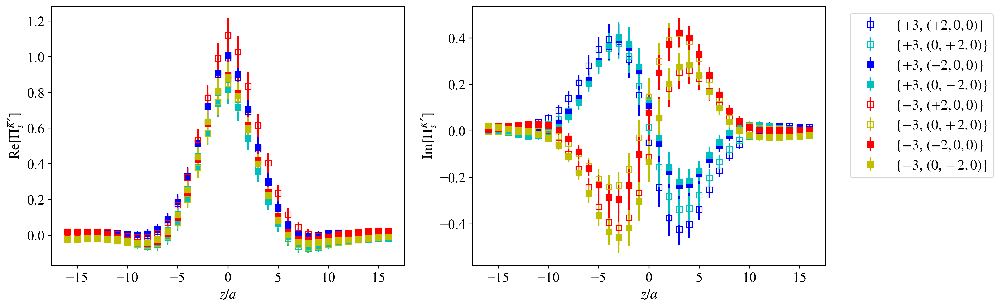 1.2
1.0
0.8
0.6
0.4
0.2
0.0
Re[Π_s^{K^s}]
−15 −10 −5 0 5 10 15
z/a
0.4
0.2
0.0
−0.2
−0.4
Im[Π_s^{K^s}]
−15 −10 −5 0 5 10 15
z/a
{+3, (+2, 0, 0)}
{+3, (0, +2, 0)}
{+3, (−2, 0, 0)}
{+3, (0, −2, 0)}
{−3, (+2, 0, 0)}
{−3, (0, +2, 0)}
{−3, (−2, 0, 0)}
{−3, (0, −2, 0)}